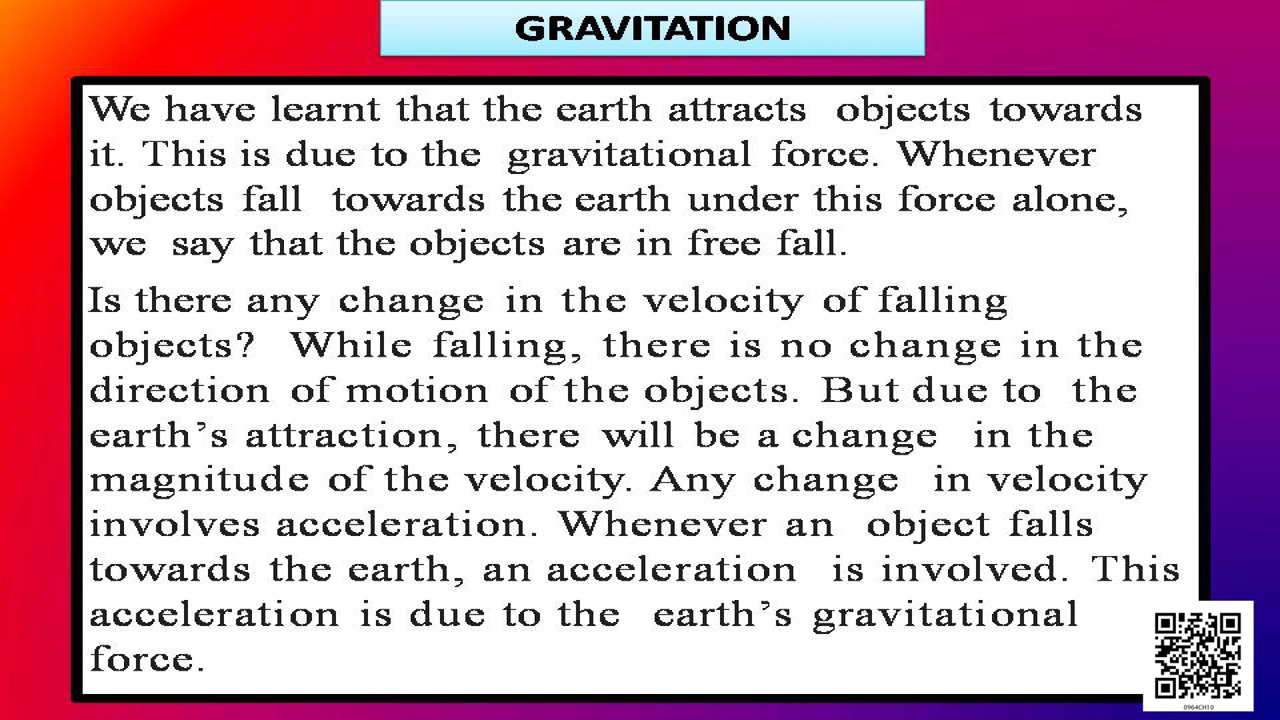 GRAVITATION
We have learnt that the earth attracts objects towards
it. This is due to the gravitational force. Whenever
objects fall towards the earth under this force alone,
we say that the objects are in free fall.
Is there any change in the velocity of falling
objects? While falling, there is no change in the
direction of motion of the objects. But due to the
earth’s attraction, there will be a change in the
magnitude of the velocity. Any change in velocity
involves acceleration. Whenever an object falls
towards the earth, an acceleration is involved. This
acceleration is due to the earth’s gravitational
force.
0964CH10